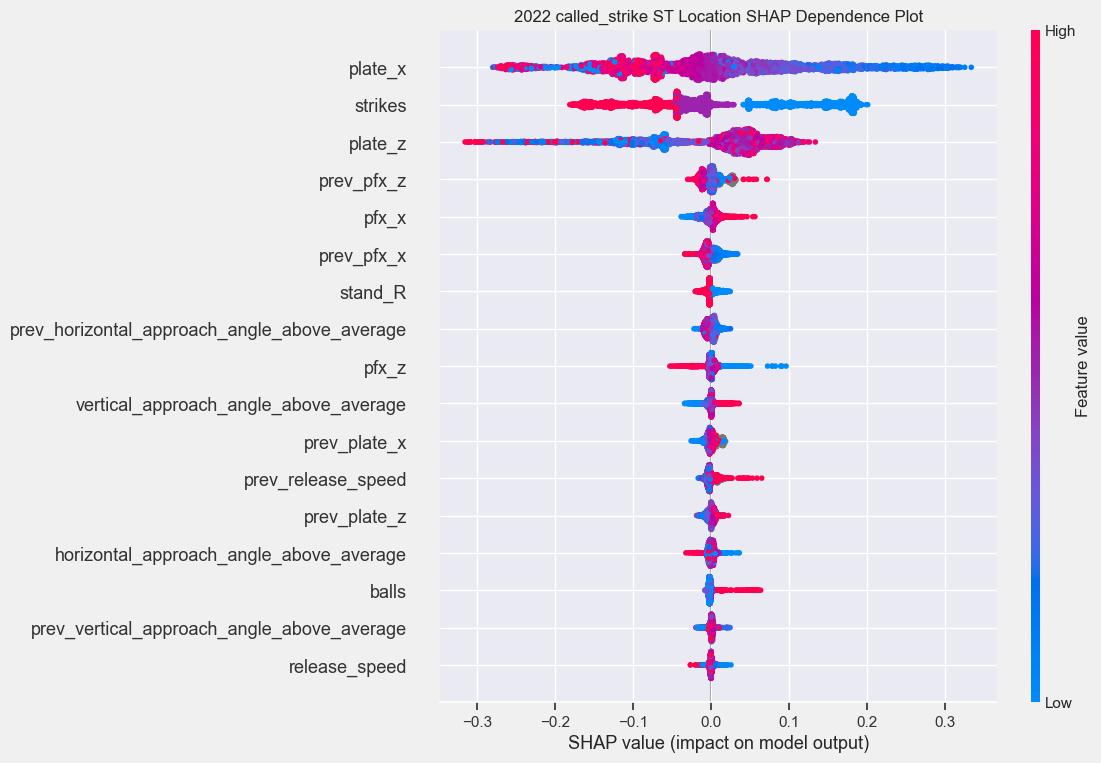 2022 called_strike ST Location SHAP Dependence Plot
High
plate_x
strikes
plate_z
prev_pfx_z
pfx_x
prev_pfx_x
stand_R
prev_horizontal_approach_angle_above_average
pfx_z
vertical_approach_angle_above_average
prev_plate_x
prev_release_speed
prev_plate_z
horizontal_approach_angle_above_average
balls
prev_vertical_approach_angle_above_average
release_speed
Feature value
Low
−0.3 −0.2 −0.1 0.0 0.1 0.2 0.3
SHAP value (impact on model output)